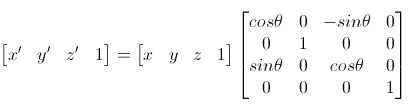 [x′ y′ z′ 1] = [x y z 1] [cosθ 0 −sinθ 0
0 1 0 0
sinθ 0 cosθ 0
0 0 0 1]